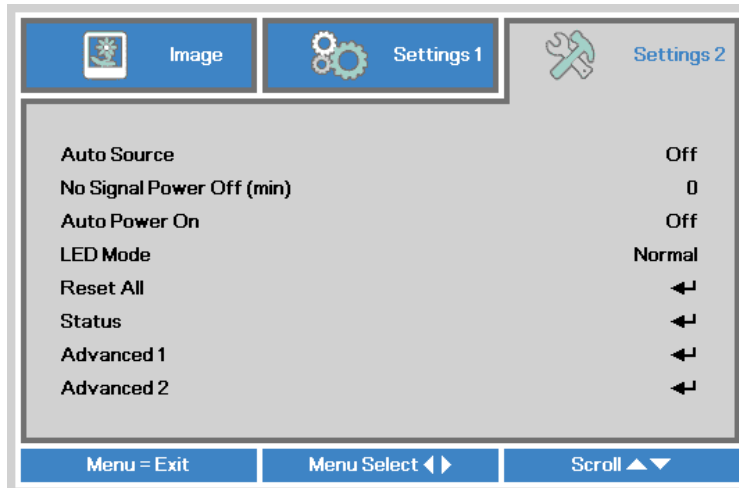 Image
Settings 1
Settings 2
Auto Source Off
No Signal Power Off (min) 0
Auto Power On Off
LED Mode Normal
Reset All
Status
Advanced 1
Advanced 2
Menu = Exit
Menu Select
Scroll